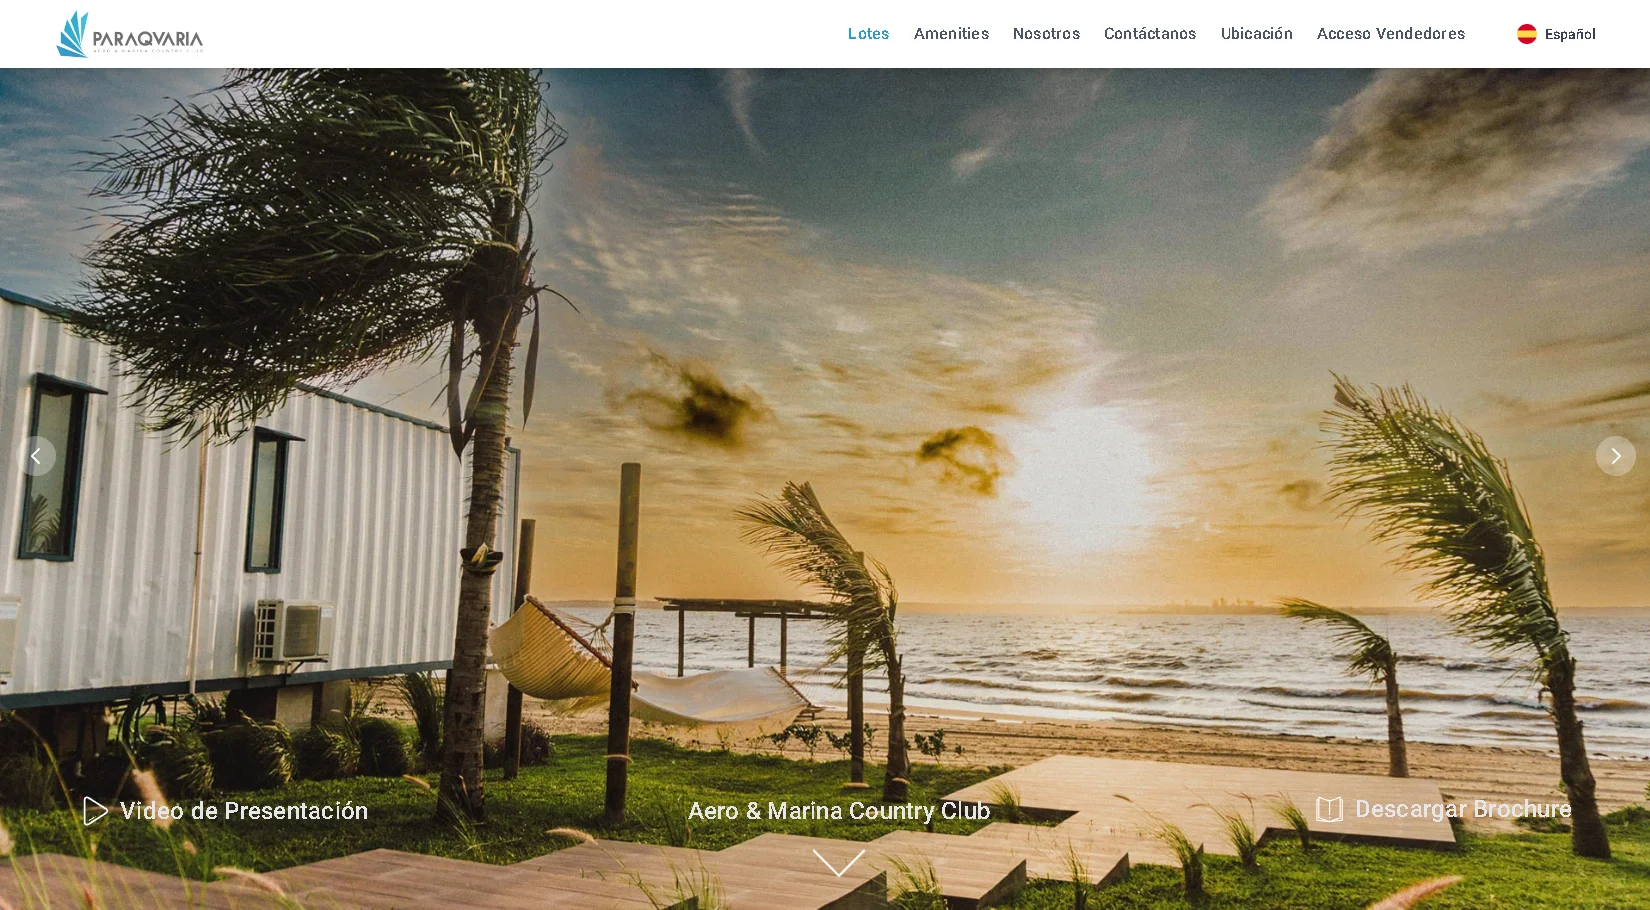 PARAQVARIA
AERO & MARINA COUNTRY CLUB
Lotes
Amenities
Nosotros
Contáctanos
Ubicación
Acceso Vendedores
Español
Video de Presentación
Aero & Marina Country Club
Descargar Brochure